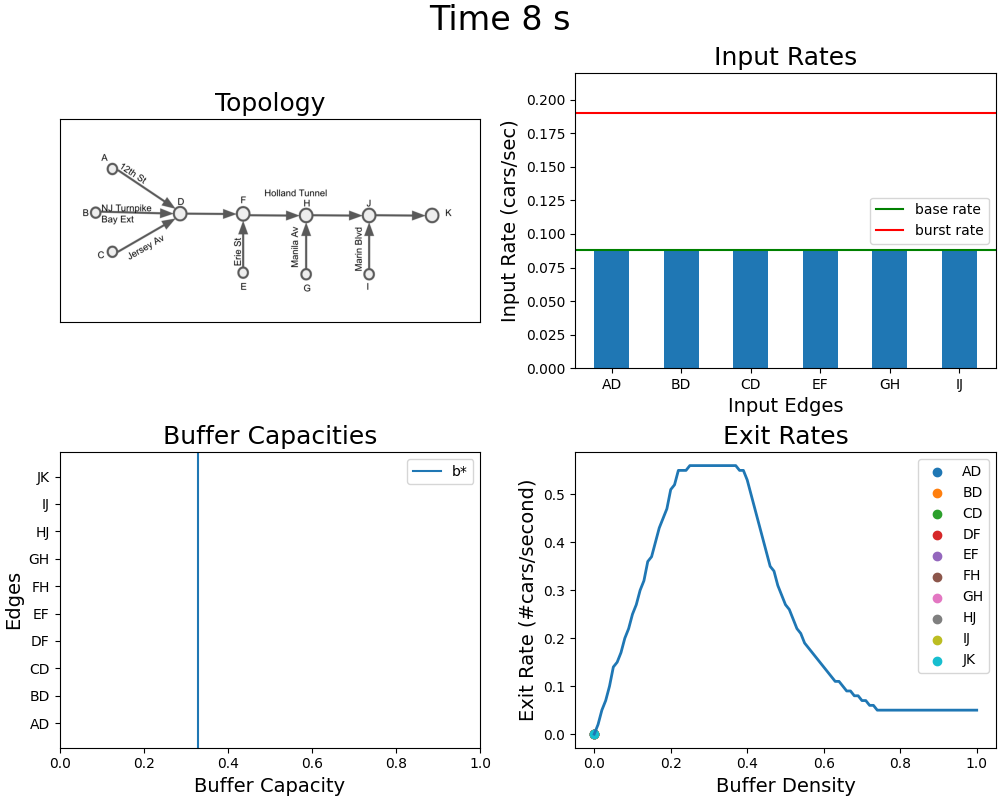 Time 8 s
Topology
A
12th St
B
NJ Turnpike
Bay Ext
C
Jersey Av
D
F
Holland Tunnel
H
J
K
Erie St
Manila Av
Marin Blvd
E
G
I
Input Rates
Input Rate (cars/sec)
0.200
0.175
0.150
0.125
0.100
0.075
0.050
0.025
0.000
base rate
burst rate
AD BD CD EF GH IJ
Input Edges
Buffer Capacities
Edges
JK
IJ
HJ
GH
FH
EF
DF
CD
BD
AD
b*
0.0 0.2 0.4 0.6 0.8 1.0
Buffer Capacity
Exit Rates
Exit Rate (#cars/second)
0.5
0.4
0.3
0.2
0.1
0.0
AD
BD
CD
DF
EF
FH
GH
HJ
IJ
JK
0.0 0.2 0.4 0.6 0.8 1.0
Buffer Density